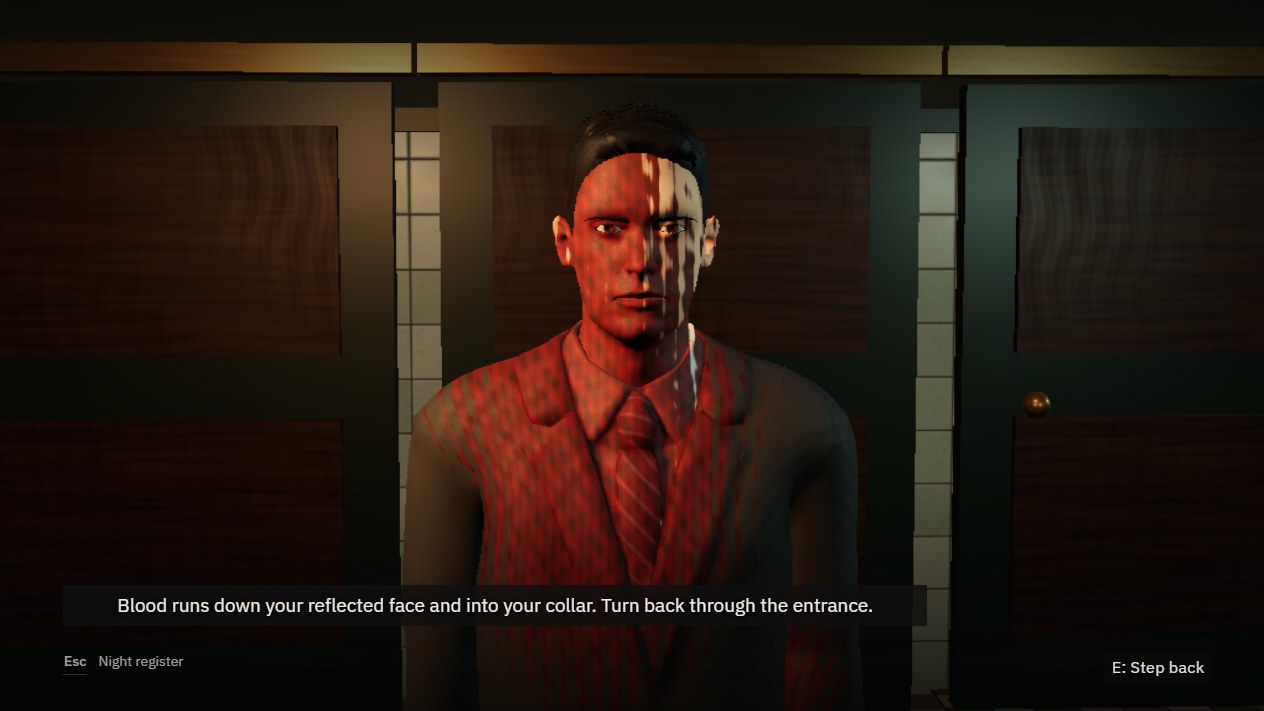 Blood runs down your reflected face and into your collar. Turn back through the entrance.
Esc Night register
E: Step back